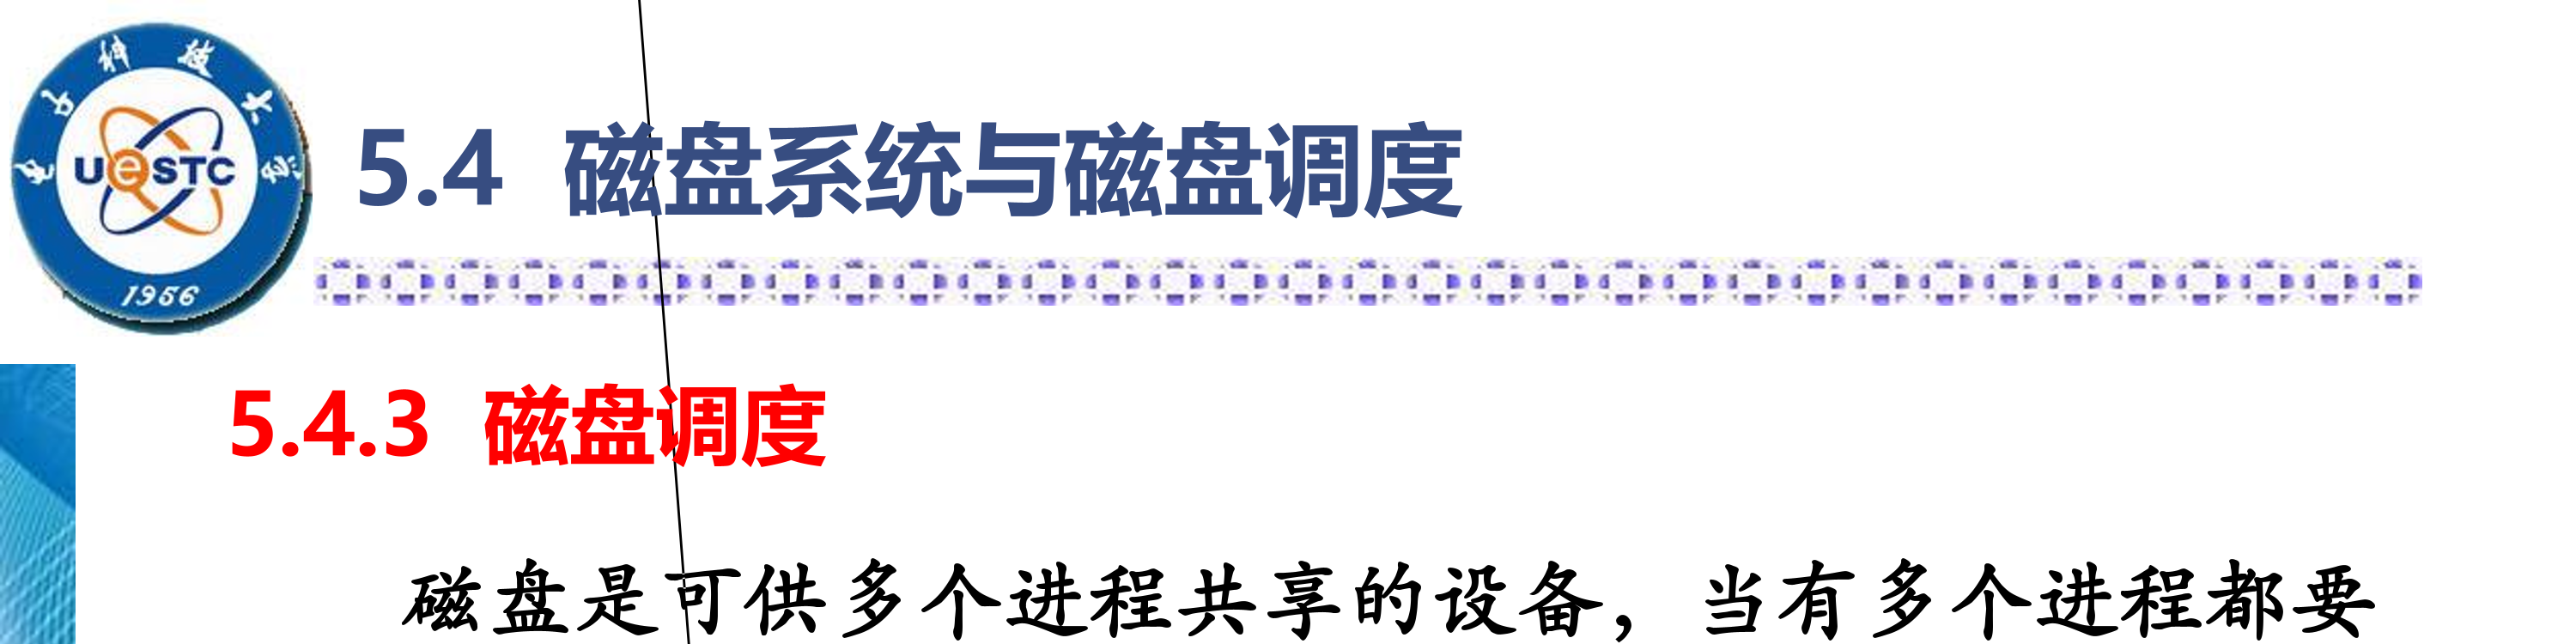 电子科技大学
UeSTC
1956
5.4 磁盘系统与磁盘调度
5.4.3 磁盘调度
磁盘是可供多个进程共享的设备，当有多个进程都要